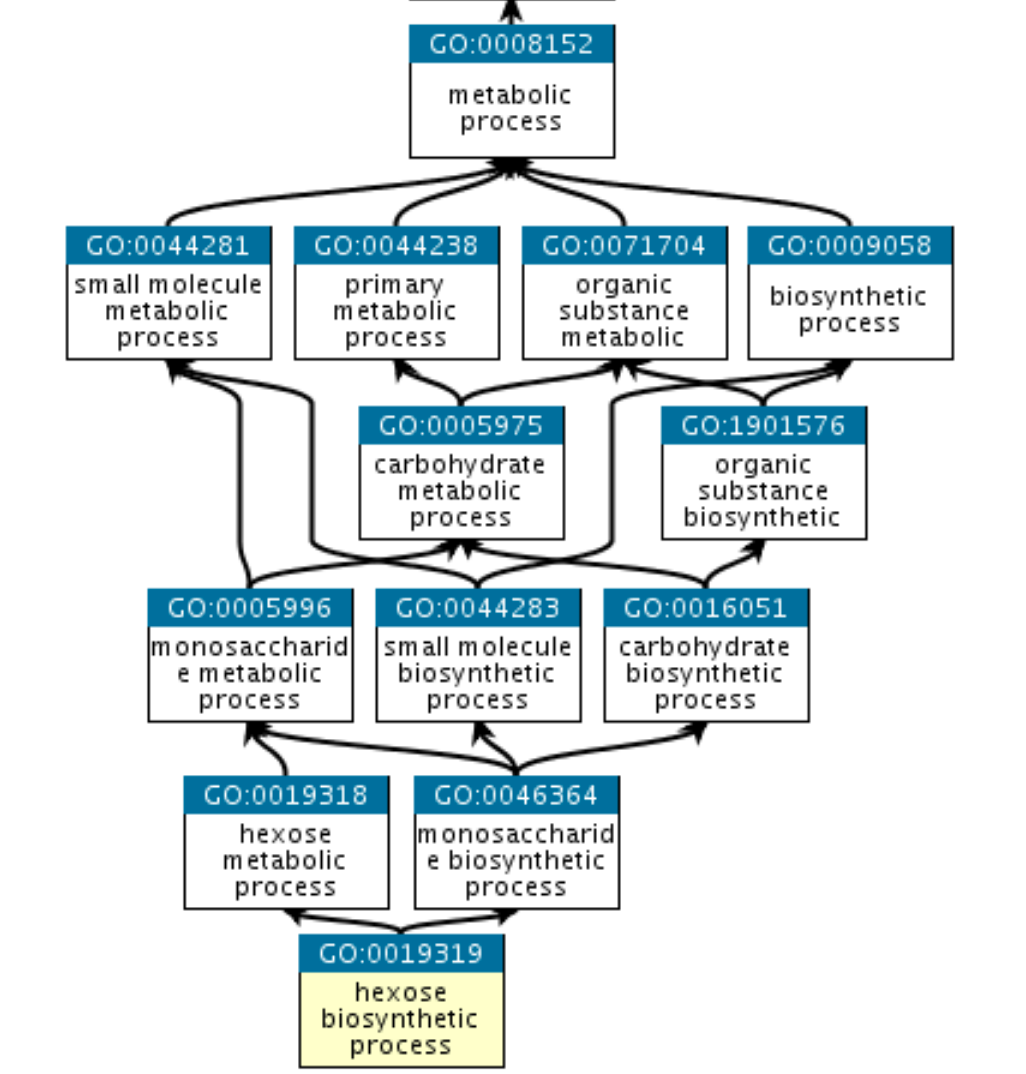 GO:0008152
metabolic
process
GO:0044281
small molecule
metabolic
process
GO:0044238
primary
metabolic
process
GO:0071704
organic
substance
metabolic
GO:0009058
biosynthetic
process
GO:0005975
carbohydrate
metabolic
process
GO:1901576
organic
substance
biosynthetic
GO:0005996
monosaccharid
e metabolic
process
GO:0044283
small molecule
biosynthetic
process
GO:0016051
carbohydrate
biosynthetic
process
GO:0019318
hexose
metabolic
process
GO:0046364
monosaccharid
e biosynthetic
process
GO:0019319
hexose
biosynthetic
process